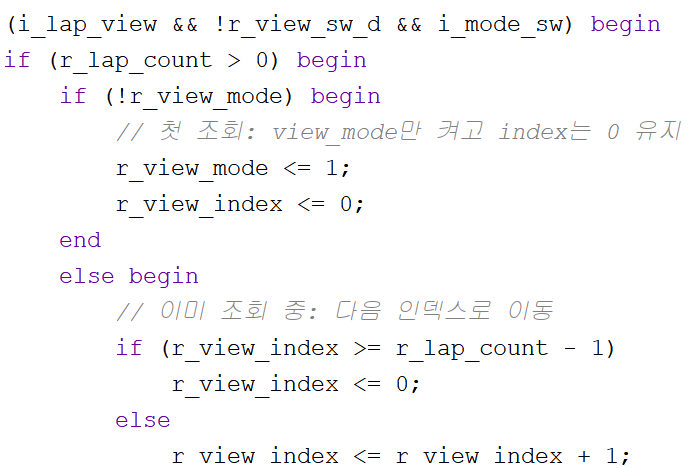 (i_lap_view && !r_view_sw_d && i_mode_sw) begin
if (r_lap_count > 0) begin
if (!r_view_mode) begin
// 첫 조회: view_mode만 켜고 index는 0 유지
r_view_mode <= 1;
r_view_index <= 0;
end
else begin
// 이미 조회 중: 다음 인덱스로 이동
if (r_view_index >= r_lap_count - 1)
r_view_index <= 0;
else
r_view_index <= r_view_index + 1;